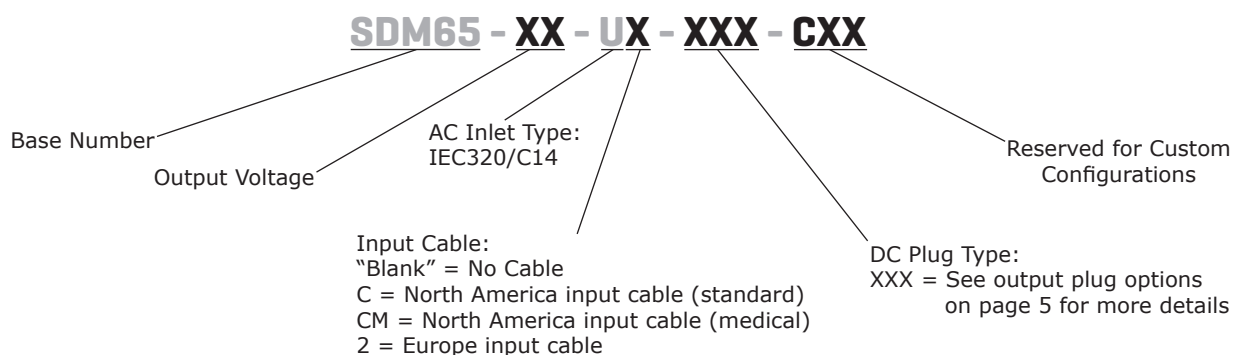 SDM65 - XX - UX - XXX - CXX
Base Number
Output Voltage
AC Inlet Type:
IEC320/C14
Input Cable:
“Blank” = No Cable
C = North America input cable (standard)
CM = North America input cable (medical)
2 = Europe input cable
DC Plug Type:
XXX = See output plug options
on page 5 for more details
Reserved for Custom
Configurations